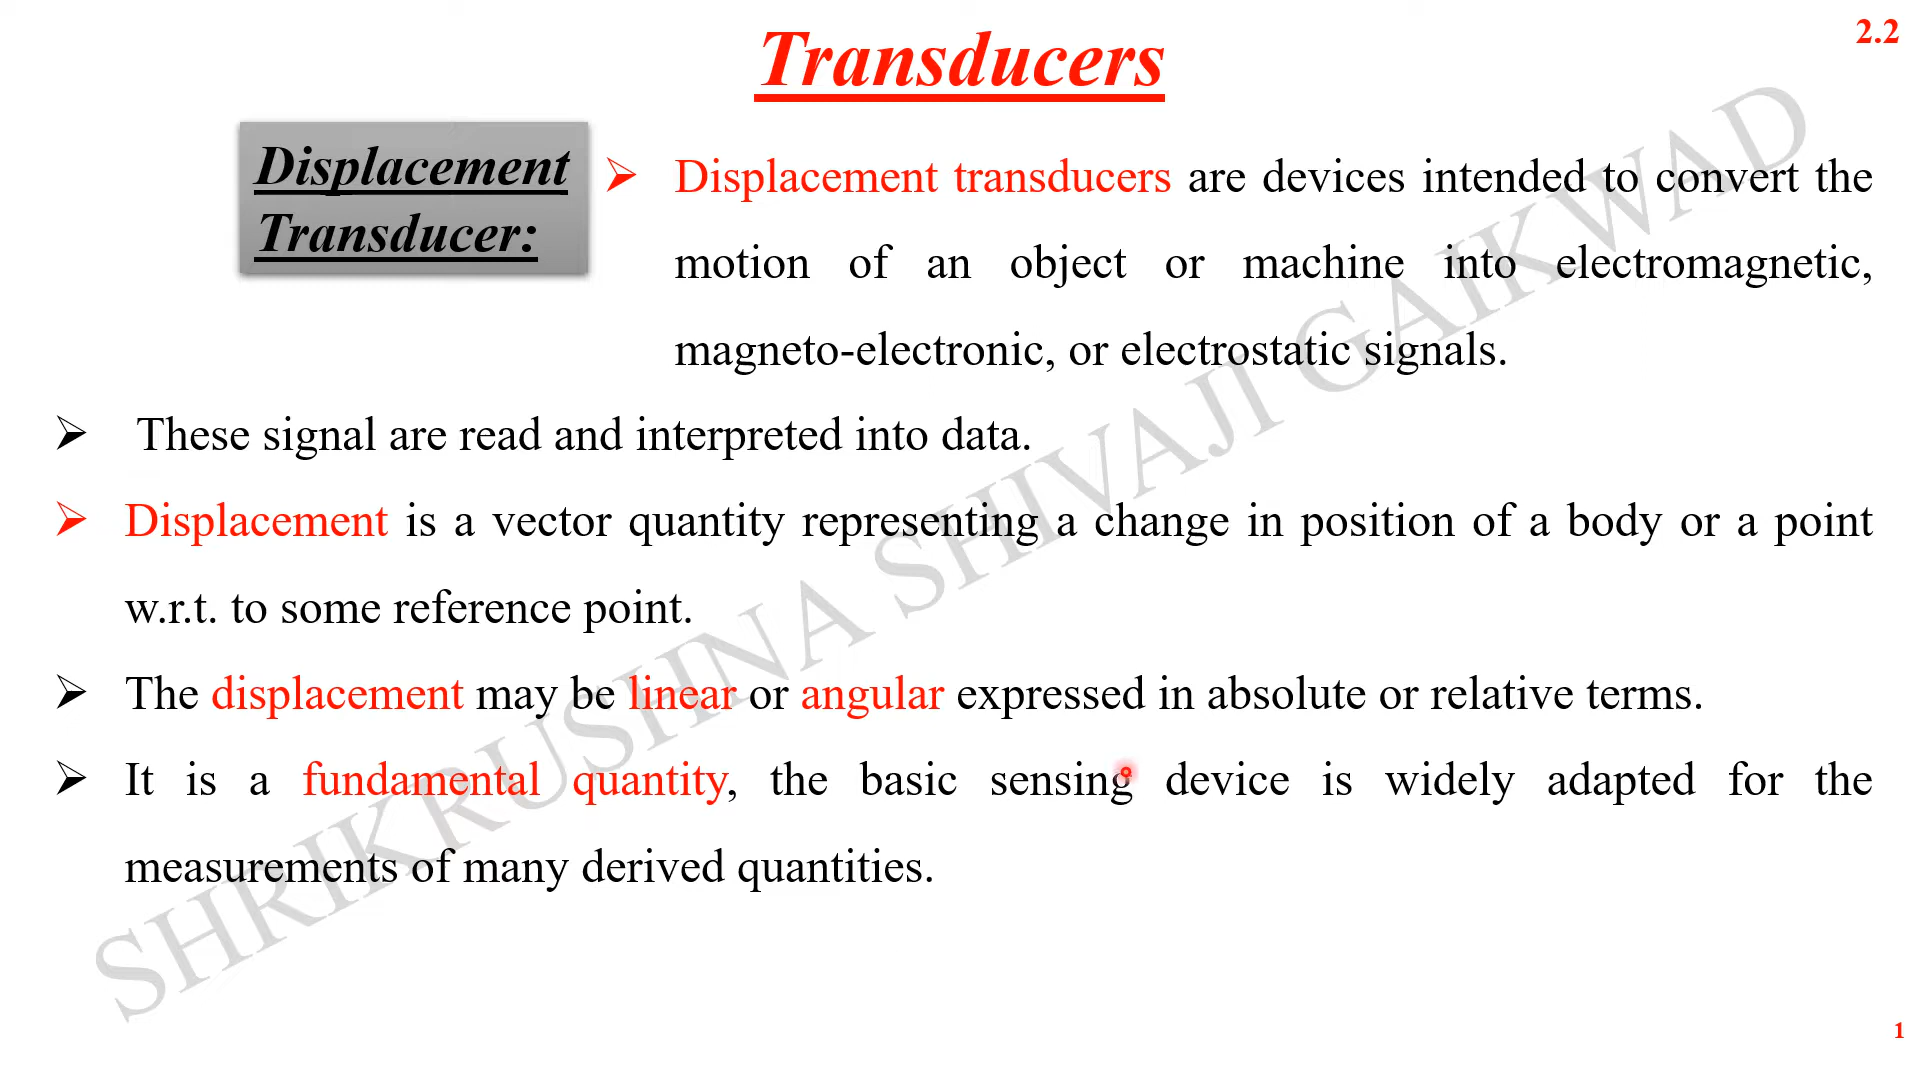 2.2
Transducers
Displacement
Transducer:
➢ Displacement transducers are devices intended to convert the
motion of an object or machine into electromagnetic,
magneto-electronic, or electrostatic signals.
➢ These signal are read and interpreted into data.
➢ Displacement is a vector quantity representing a change in position of a body or a point
w.r.t. to some reference point.
➢ The displacement may be linear or angular expressed in absolute or relative terms.
➢ It is a fundamental quantity, the basic sensing device is widely adapted for the
measurements of many derived quantities.
SHRIKRUSHNA SHIVAJI GAIKWAD
1